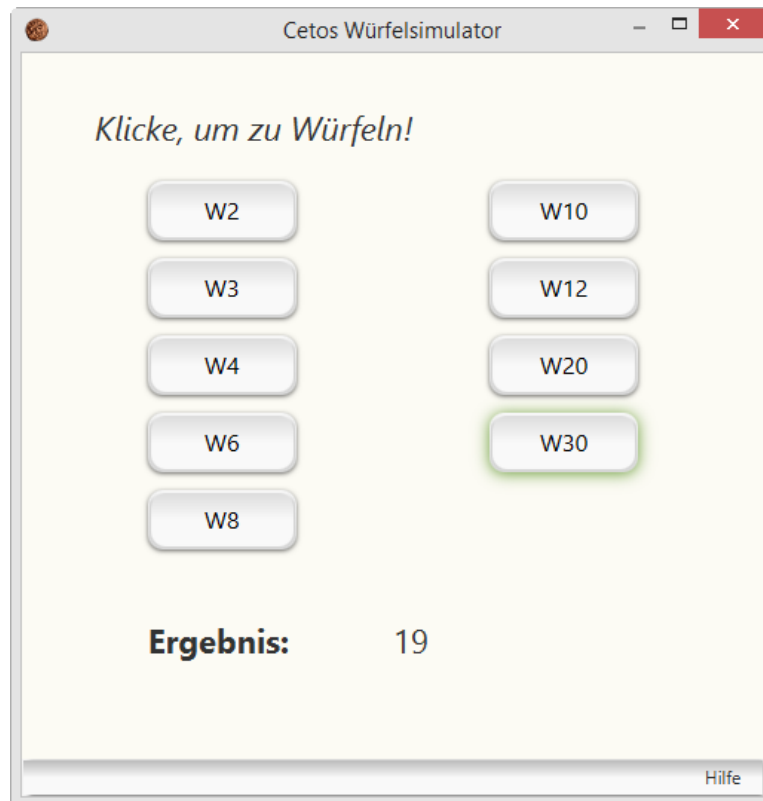 Cetos Würfelsimulator
Klicke, um zu Würfeln!
W2
W10
W3
W12
W4
W20
W6
W30
W8
Ergebnis: 19
Hilfe